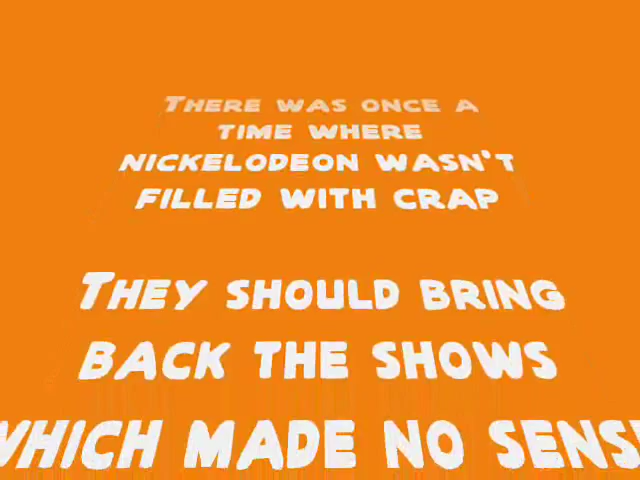 There was once a
time where
nickelodeon wasn't
filled with crap
They should bring
back the shows
which made no sens